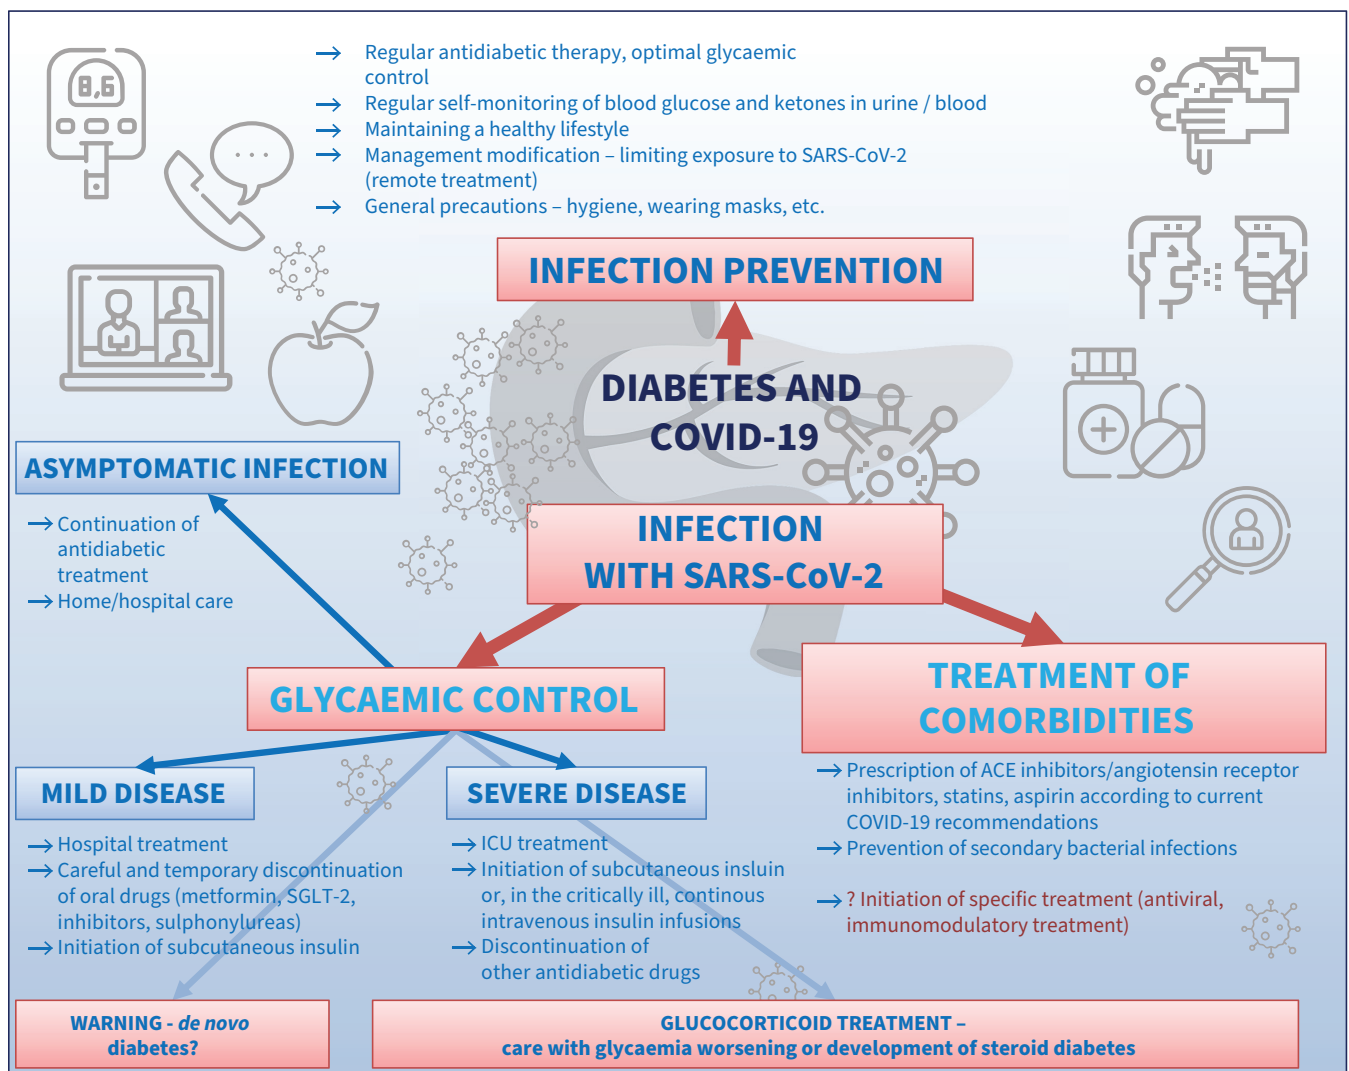 8,6
→ Regular antidiabetic therapy, optimal glycaemic
control
→ Regular self-monitoring of blood glucose and ketones in urine / blood
→ Maintaining a healthy lifestyle
→ Management modification – limiting exposure to SARS-CoV-2
(remote treatment)
→ General precautions – hygiene, wearing masks, etc.
INFECTION PREVENTION
DIABETES AND
COVID-19
INFECTION
WITH SARS-CoV-2
ASYMPTOMATIC INFECTION
→ Continuation of
antidiabetic
treatment
→ Home/hospital care
GLYCAEMIC CONTROL
TREATMENT OF
COMORBIDITIES
→ Prescription of ACE inhibitors/angiotensin receptor
inhibitors, statins, aspirin according to current
COVID-19 recommendations
→ Prevention of secondary bacterial infections
→ ? Initiation of specific treatment (antiviral,
immunomodulatory treatment)
MILD DISEASE
→ Hospital treatment
→ Careful and temporary discontinuation
of oral drugs (metformin, SGLT-2,
inhibitors, sulphonylureas)
→ Initiation of subcutaneous insulin
SEVERE DISEASE
→ ICU treatment
→ Initiation of subcutaneous insluin
or, in the critically ill, continous
intravenous insulin infusions
→ Discontinuation of
other antidiabetic drugs
WARNING - de novo
diabetes?
GLUCOCORTICOID TREATMENT –
care with glycaemia worsening or development of steroid diabetes